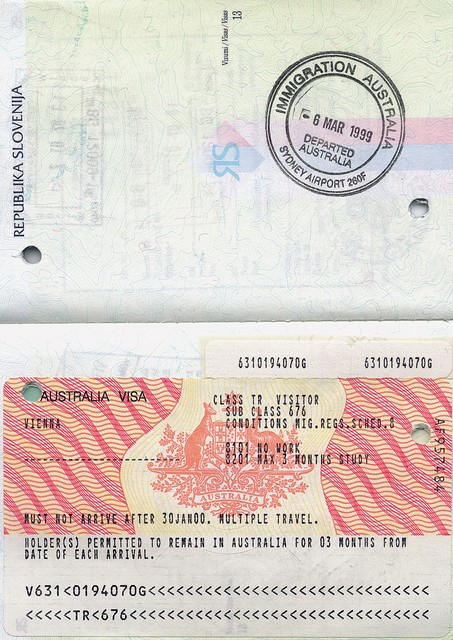 Vizumi / Visas / Visas
13
REPUBLIKA SLOVENIJA
IMMIGRATION AUSTRALIA
6 MAR 1999
DEPARTED
AUSTRALIA
SYDNEY AIRPORT 260F
6310194070G 6310194070G
AUSTRALIA VISA
CLASS TR VISITOR
SUB CLASS 676
VIENNA
CONDITIONS MIG.REGS.SCHED.8
8101 NO WORK
8201 MAX 3 MONTHS STUDY
AUSTRALIA
MUST NOT ARRIVE AFTER 30JAN00. MULTIPLE TRAVEL.
HOLDER(S) PERMITTED TO REMAIN IN AUSTRALIA FOR 03 MONTHS FROM
DATE OF EACH ARRIVAL.
V631<0194070G<<<<<<<<<<<<<<<<<<<<<<<<<<<<<<
<<<<<TR<676<<<<<<<<<<<<<<<<<<<<<<<<<<<<<<